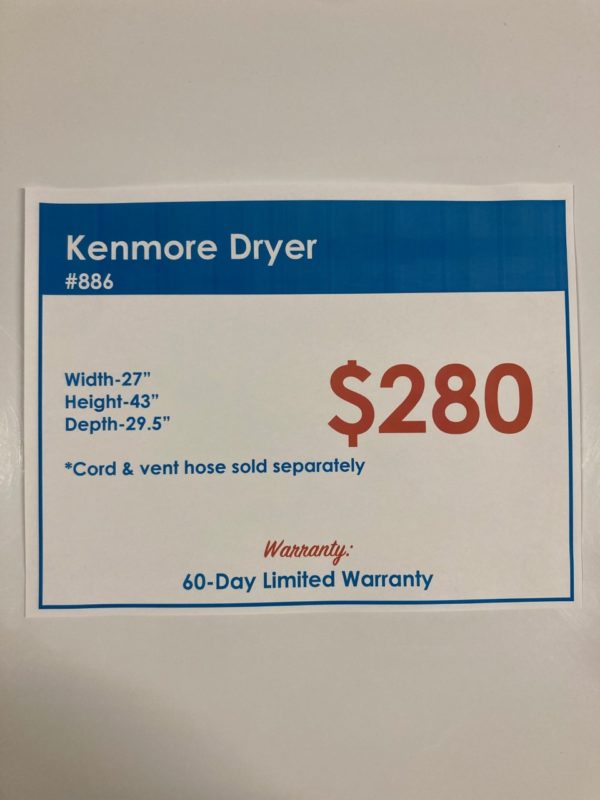 Kenmore Dryer
#886
Width-27”
Height-43”
Depth-29.5”
$280
*Cord & vent hose sold separately
Warranty:
60-Day Limited Warranty